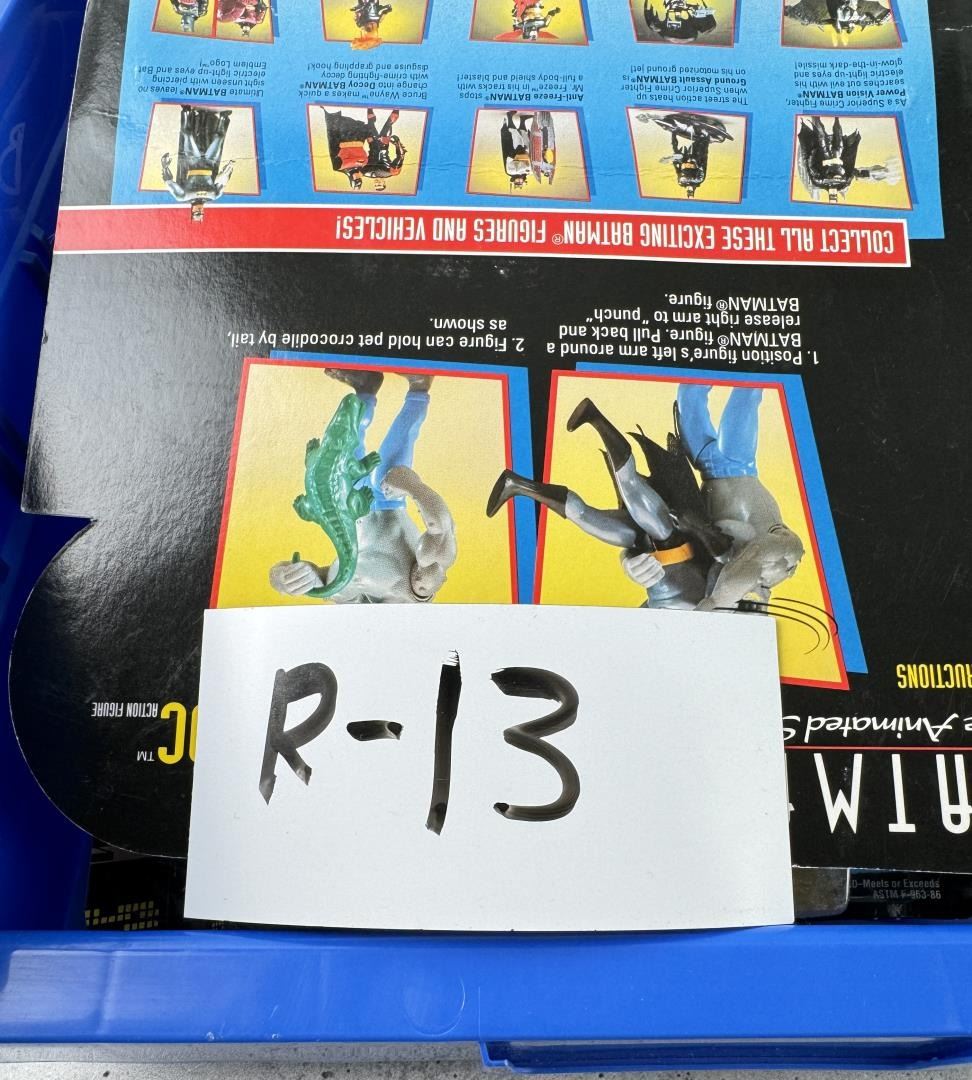 R-13
BATM
e Animated S
UCTIONS
OC™
ACTION FIGURE
1. Position figure's left arm around a
BATMAN® figure. Pull back and
release right arm to "punch"
BATMAN® figure.
2. Figure can hold pet crocodile by tail,
as shown.
COLLECT ALL THESE EXCITING BATMAN® FIGURES AND VEHICLES!
As a Superior Crime Fighter,
Power Vision BATMAN®
searches out evil with his
electric light-up eyes and
glow-in-the-dark missile!
The street action heats up
when Superior Crime Fighter
Ground Assault BATMAN® is
on his motorized ground jet!
Anti-Freeze BATMAN® stops
Mr. Freeze™ in his tracks with
a full-body shield and blaster!
Bruce Wayne™ makes a quick
change into Decoy BATMAN®
with crime-fighting decoy
disguise and grappling hook!
Ultimate BATMAN® leaves no
sight unseen with piercing
electric light-up eyes and Bat
Emblem Logo™!
0-Meets or Exceeds
ASTM F-963-86